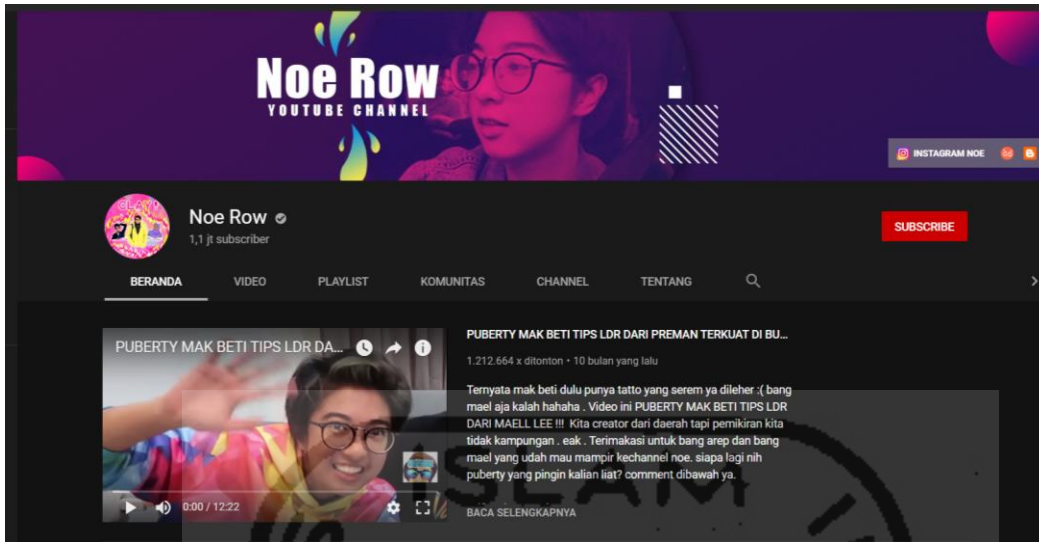 Noe Row
YOUTUBE CHANNEL
INSTAGRAM NOE
CLAY
Noe Row
1,1 jt subscriber
SUBSCRIBE
BERANDA VIDEO PLAYLIST KOMUNITAS CHANNEL TENTANG
PUBERTY MAK BETI TIPS LDR DA...
0:00 / 12:22
PUBERTY MAK BETI TIPS LDR DARI PREMAN TERKUAT DI BU...
1.212.664 x ditonton • 10 bulan yang lalu
Ternyata mak beti dulu punya tatto yang serem ya dileher :( bang
mael aja kalah hahaha . Video ini PUBERTY MAK BETI TIPS LDR
DARI MAELL LEE !!! Kita creator dari daerah tapi pemikiran kita
tidak kampungan . eak . Terimakasi untuk bang arep dan bang
mael yang udah mau mampir kechannel noe. siapa lagi nih
puberty yang pingin kalian liat? comment dibawah ya.
BACA SELENGKAPNYA
ISLAM